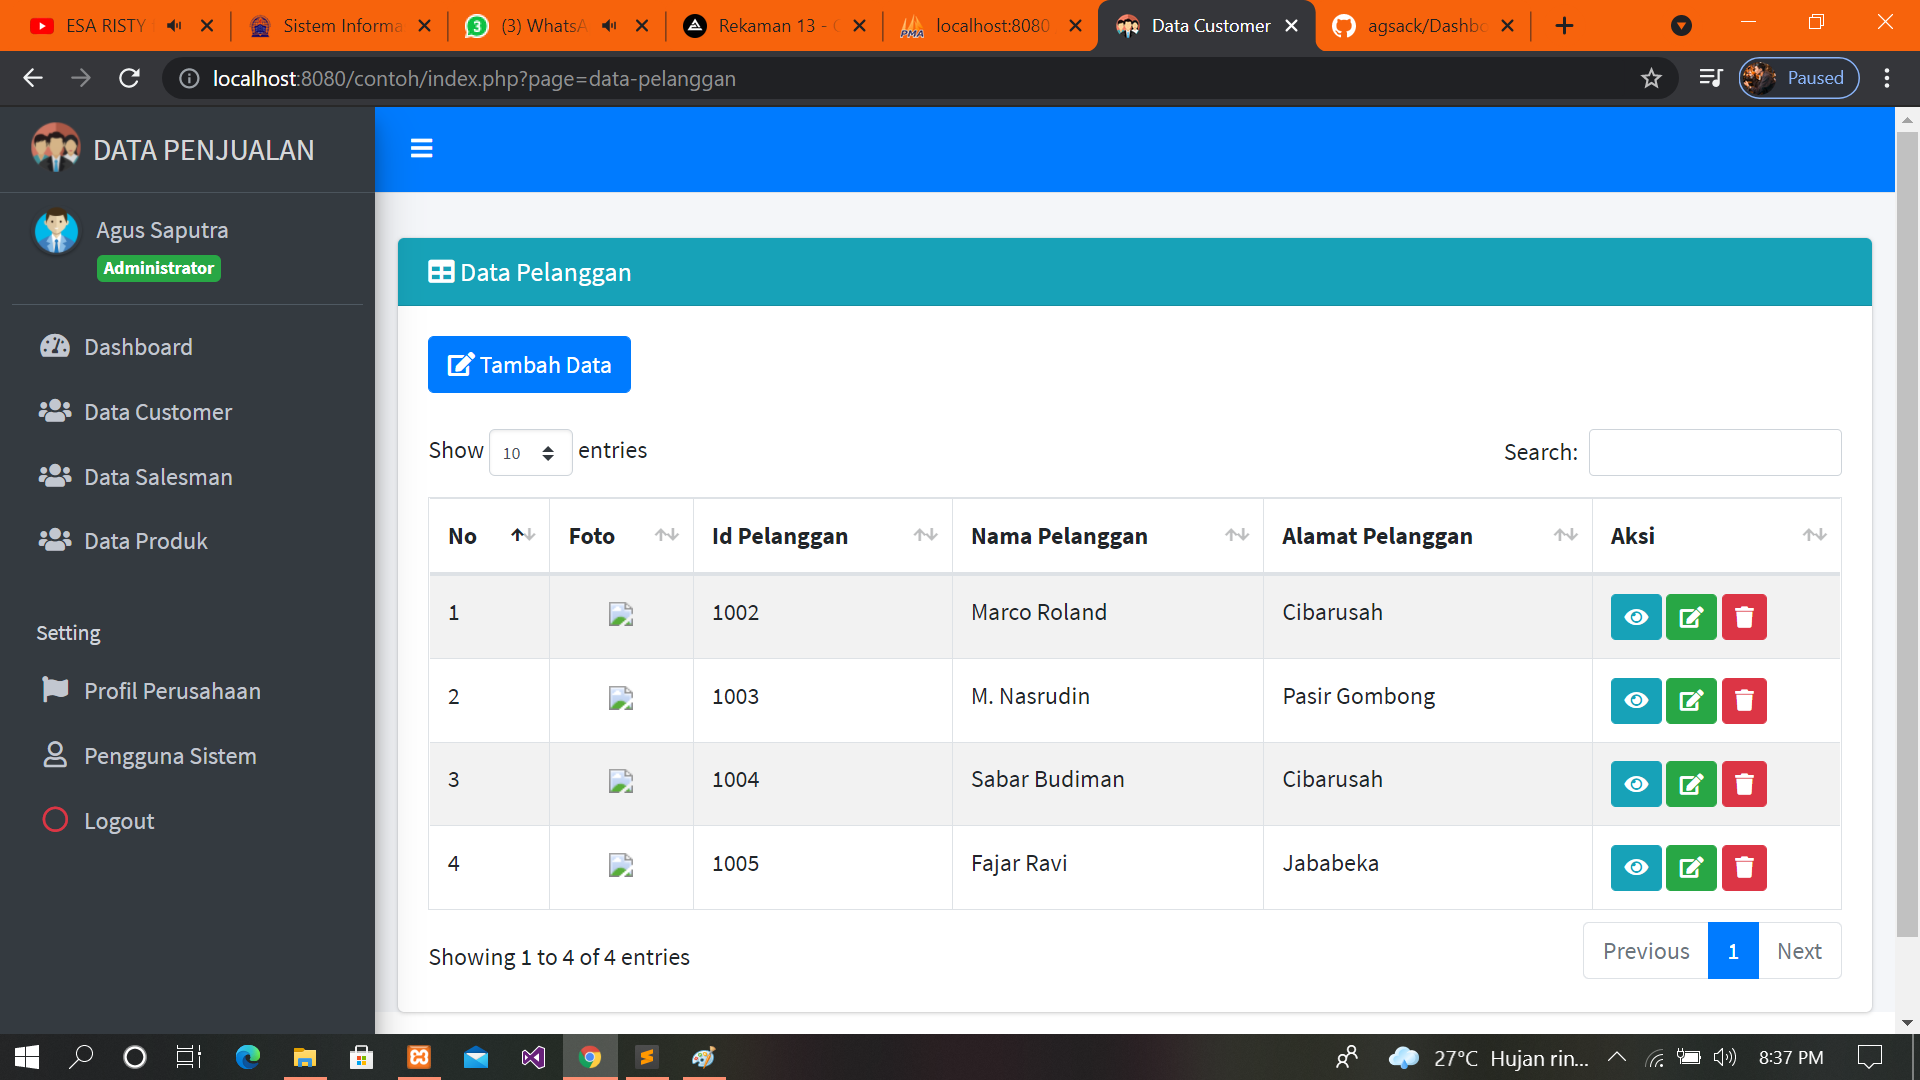 ESA RISTY
Sistem Informa
(3) WhatsA
Rekaman 13 -
localhost:8080
Data Customer
agsack/Dashbo
localhost:8080/contoh/index.php?page=data-pelanggan
Paused
DATA PENJUALAN
Agus Saputra
Administrator
Dashboard
Data Customer
Data Salesman
Data Produk
Setting
Profil Perusahaan
Pengguna Sistem
Logout
Data Pelanggan
Tambah Data
Show 10 entries
Search:
No Foto Id Pelanggan Nama Pelanggan Alamat Pelanggan Aksi
1 1002 Marco Roland Cibarusah
2 1003 M. Nasrudin Pasir Gombong
3 1004 Sabar Budiman Cibarusah
4 1005 Fajar Ravi Jababeka
Showing 1 to 4 of 4 entries
Previous 1 Next
27°C Hujan rin... 8:37 PM